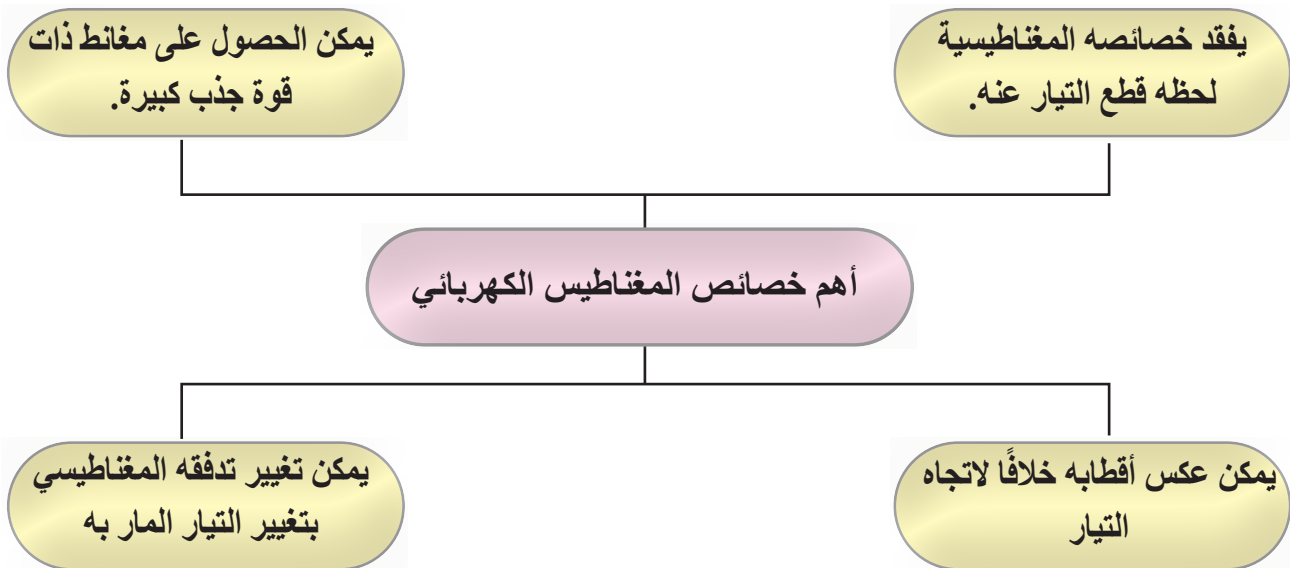 يفقد خصائصه المغناطيسية
لحظه قطع التيار عنه.
يمكن الحصول على مغانط ذات
قوة جذب كبيرة.
أهم خصائص المغناطيس الكهربائي
يمكن عكس أقطابه خلافًا لاتجاه
التيار
يمكن تغيير تدفقه المغناطيسي
بتغيير التيار المار به